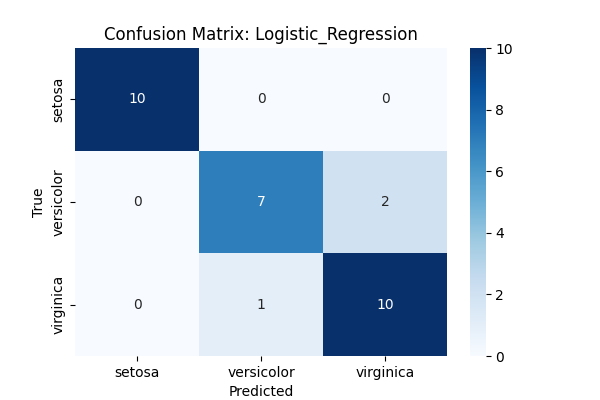 Confusion Matrix: Logistic_Regression
True
setosa
10 0 0
versicolor
0 7 2
virginica
0 1 10
setosa versicolor virginica
Predicted
10
8
6
4
2
0